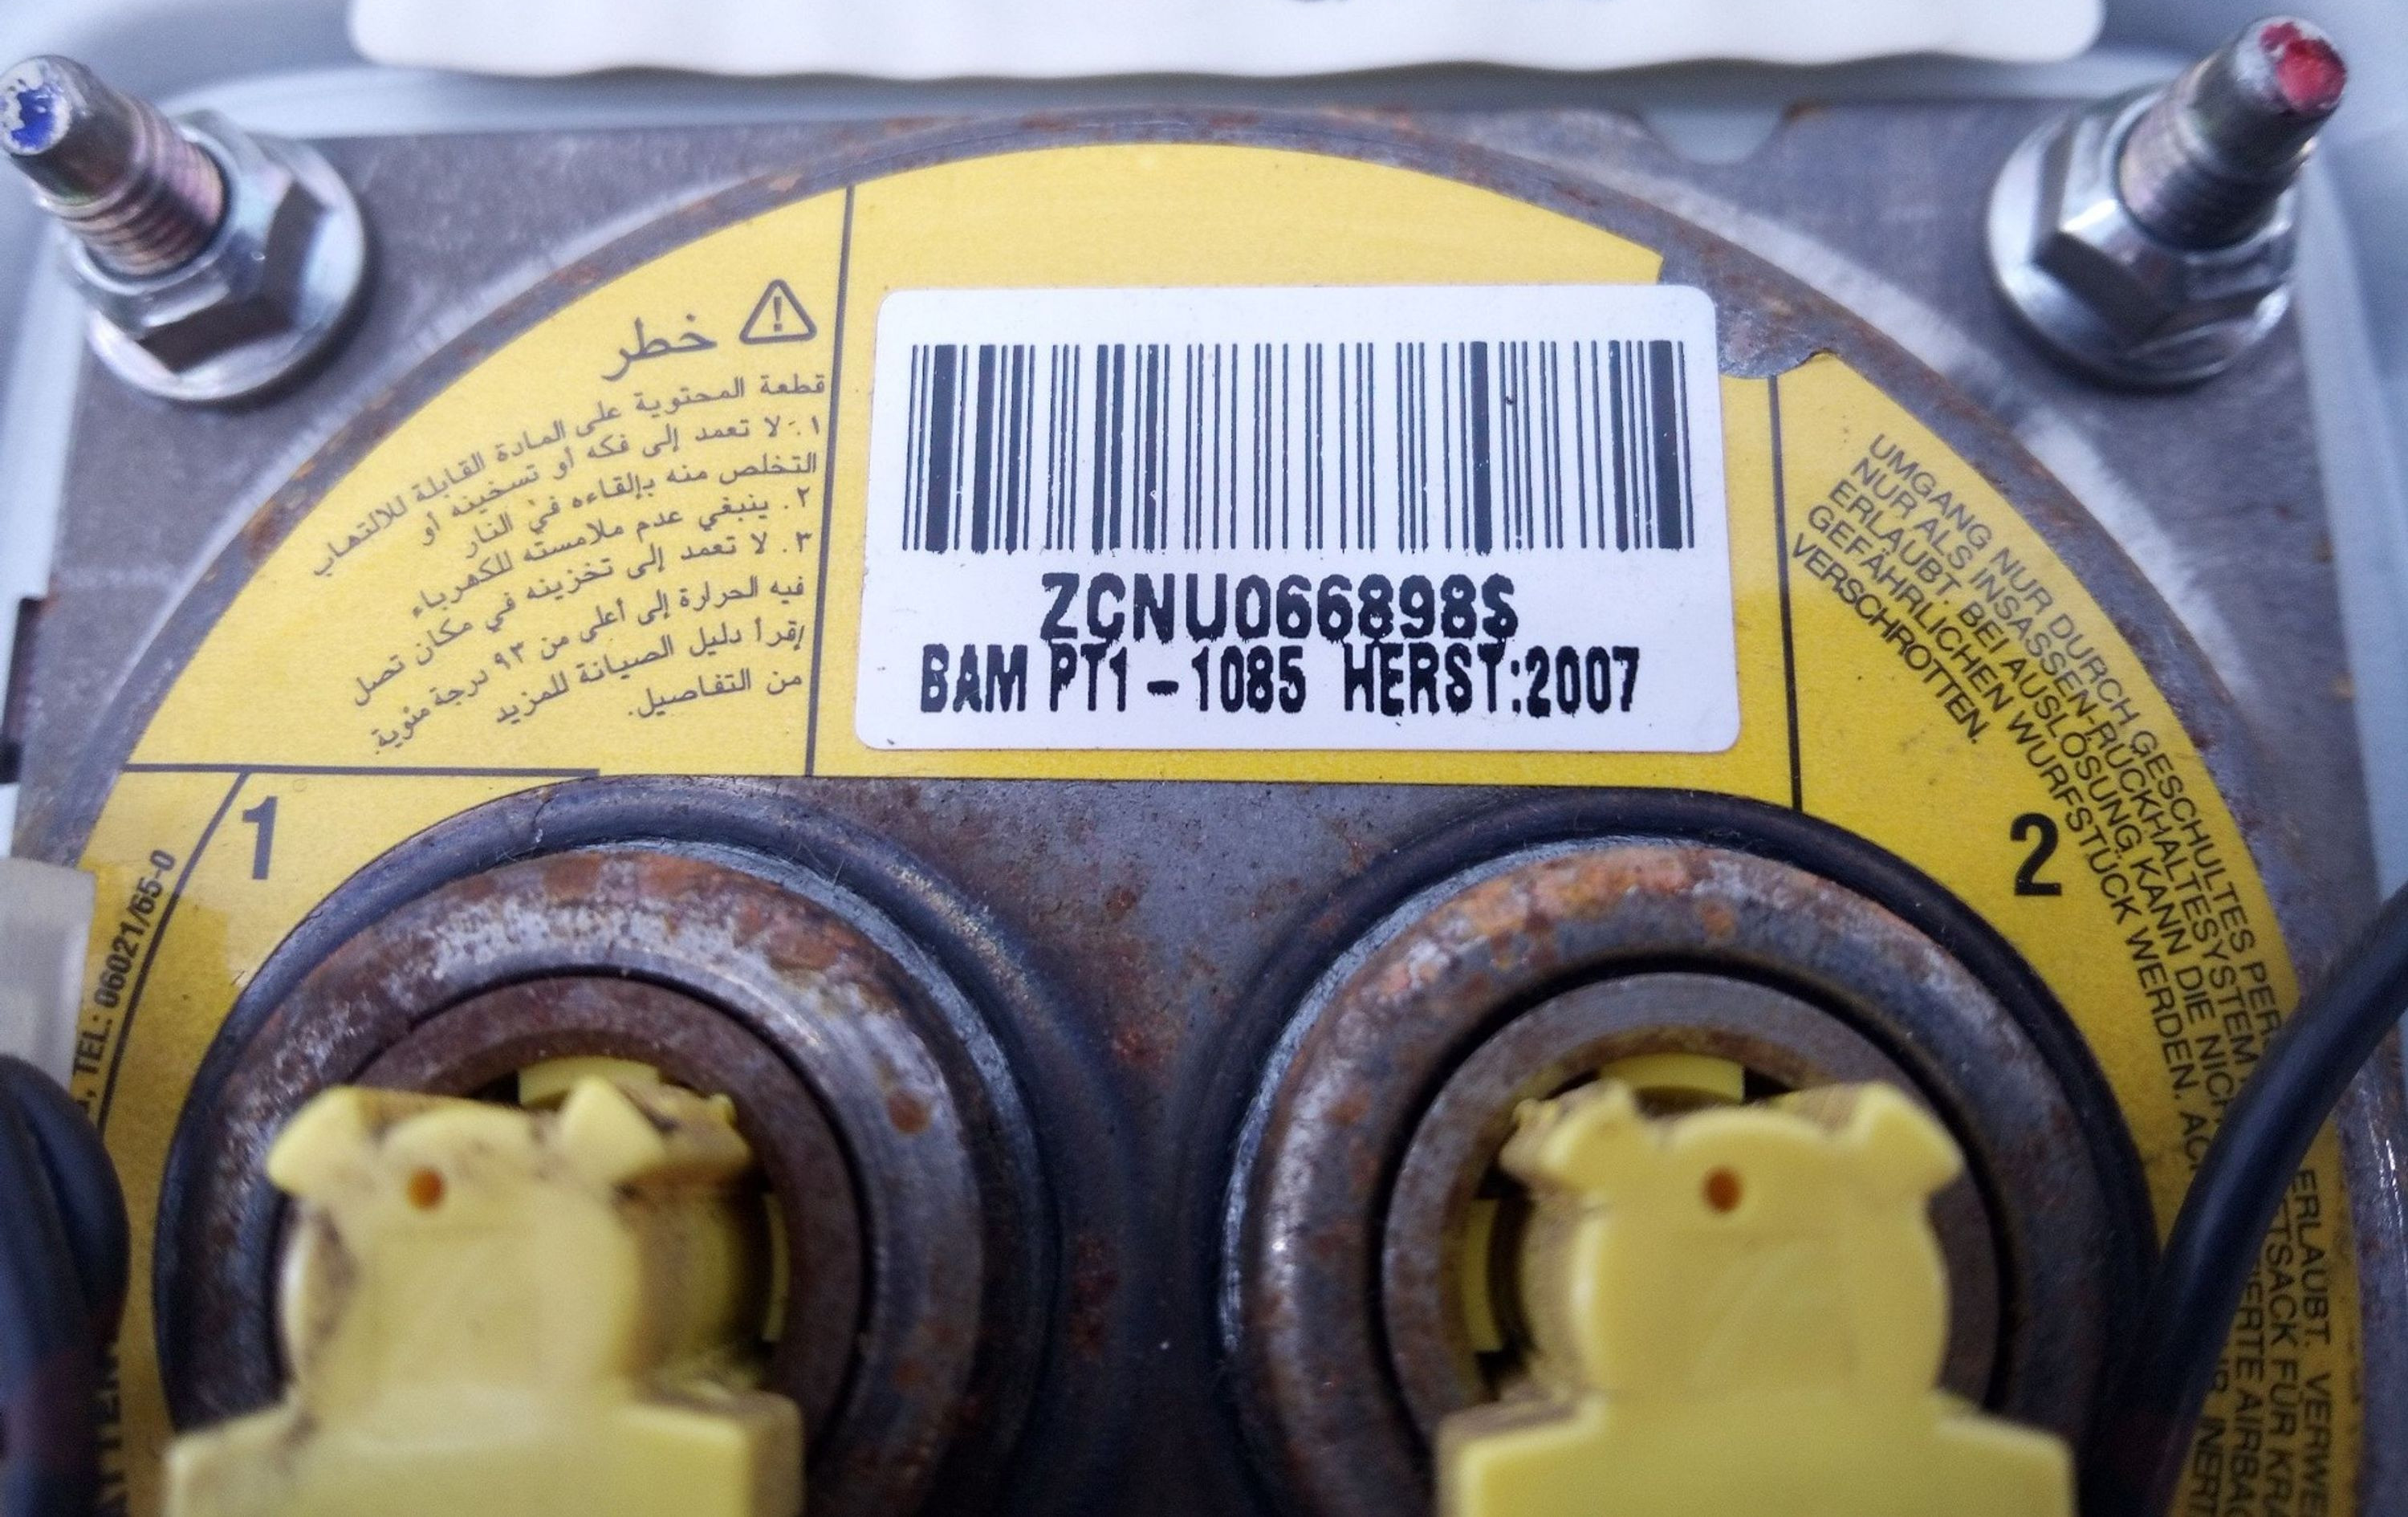 خطر
قطعة المحتوية على المادة القابلة للالتهاب
١. لا تعمد إلى فكه أو تسخينه أو
التخلص منه بإلقاءه في النار
٢. ينبغي عدم ملامسته للكهرباء
٣. لا تعمد إلى تخزينه في مكان تصل
فيه الحرارة إلى أعلى من ٩٣ درجة مئوية.
إقرأ دليل الصيانة للمزيد
من التفاصيل.
ZCNU066898S
BAM PT1-1085 HERST:2007
UMGANG NUR DURCH GESCHULTES
NUR ALS INSASSEN-RÜCKHALTESYSTEM
ERLAUBT. BEI AUSLÖSUNG KANN DIE
GEFÄHRLICHEN WURFSTÜCK WERDEN.
VERSCHROTTEN.
1
2
TEL: 06021/65-0
ERLAUBT.
FÜR